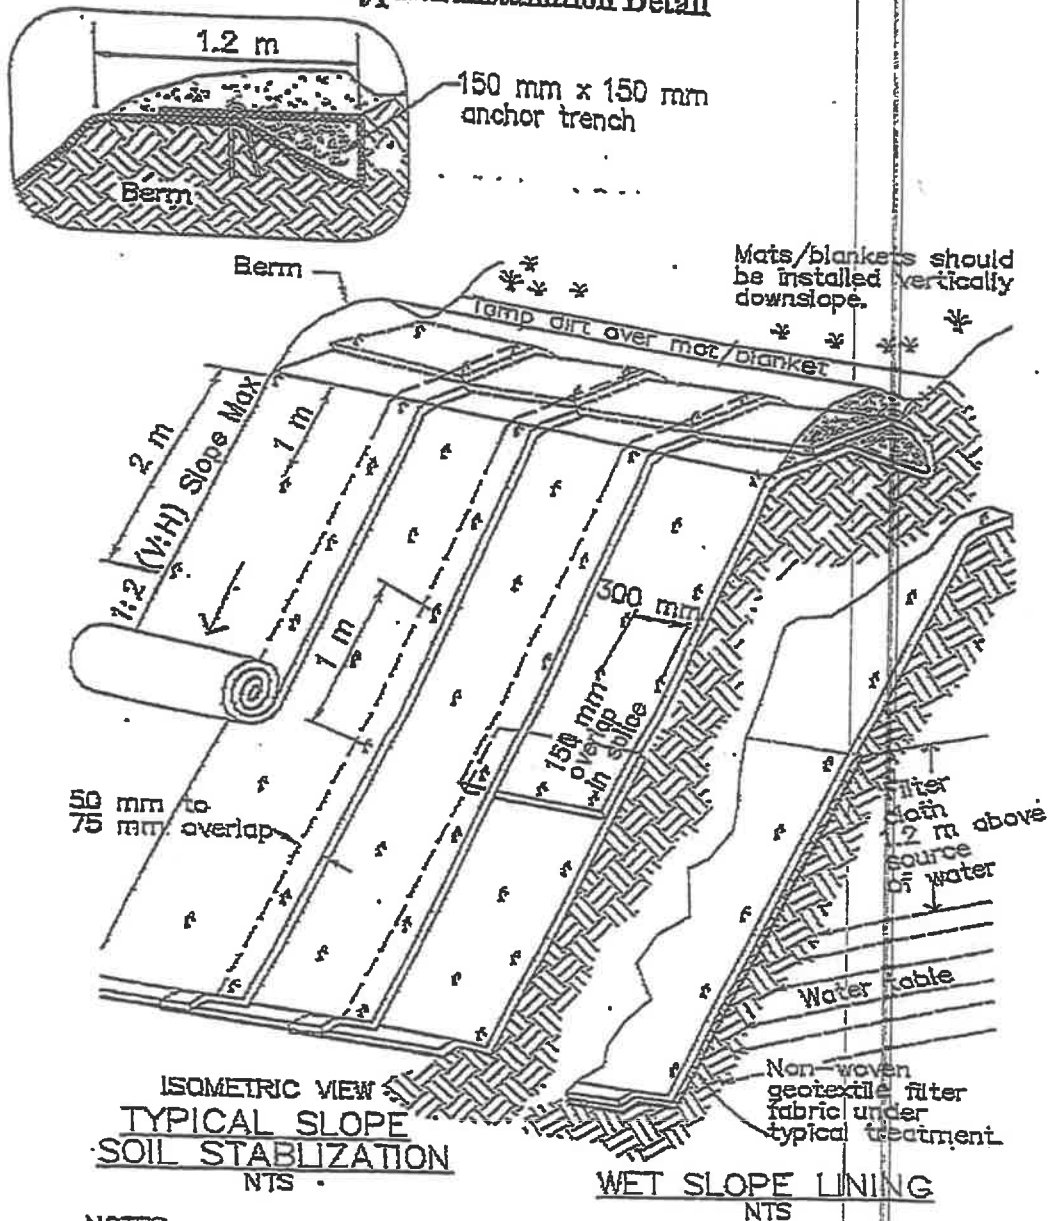 Installation Detail
1.2 m
150 mm x 150 mm
anchor trench
Berm
Berm
Mats/blankets should
be installed vertically
downslope.
Tamp dirt over mat/blanket
2 m
1:2 (V:H) Slope Max
1 m
1 m
300 mm
150 mm
overlap
in splice
50 mm to
75 mm overlap
Filter
cloth
1.2 m above
source
of water
Water table
Non-woven
geotextile filter
fabric under
typical treatment
ISOMETRIC VIEW
TYPICAL SLOPE
SOIL STABLIZATION
NTS
WET SLOPE LINING
NTS
NOTES